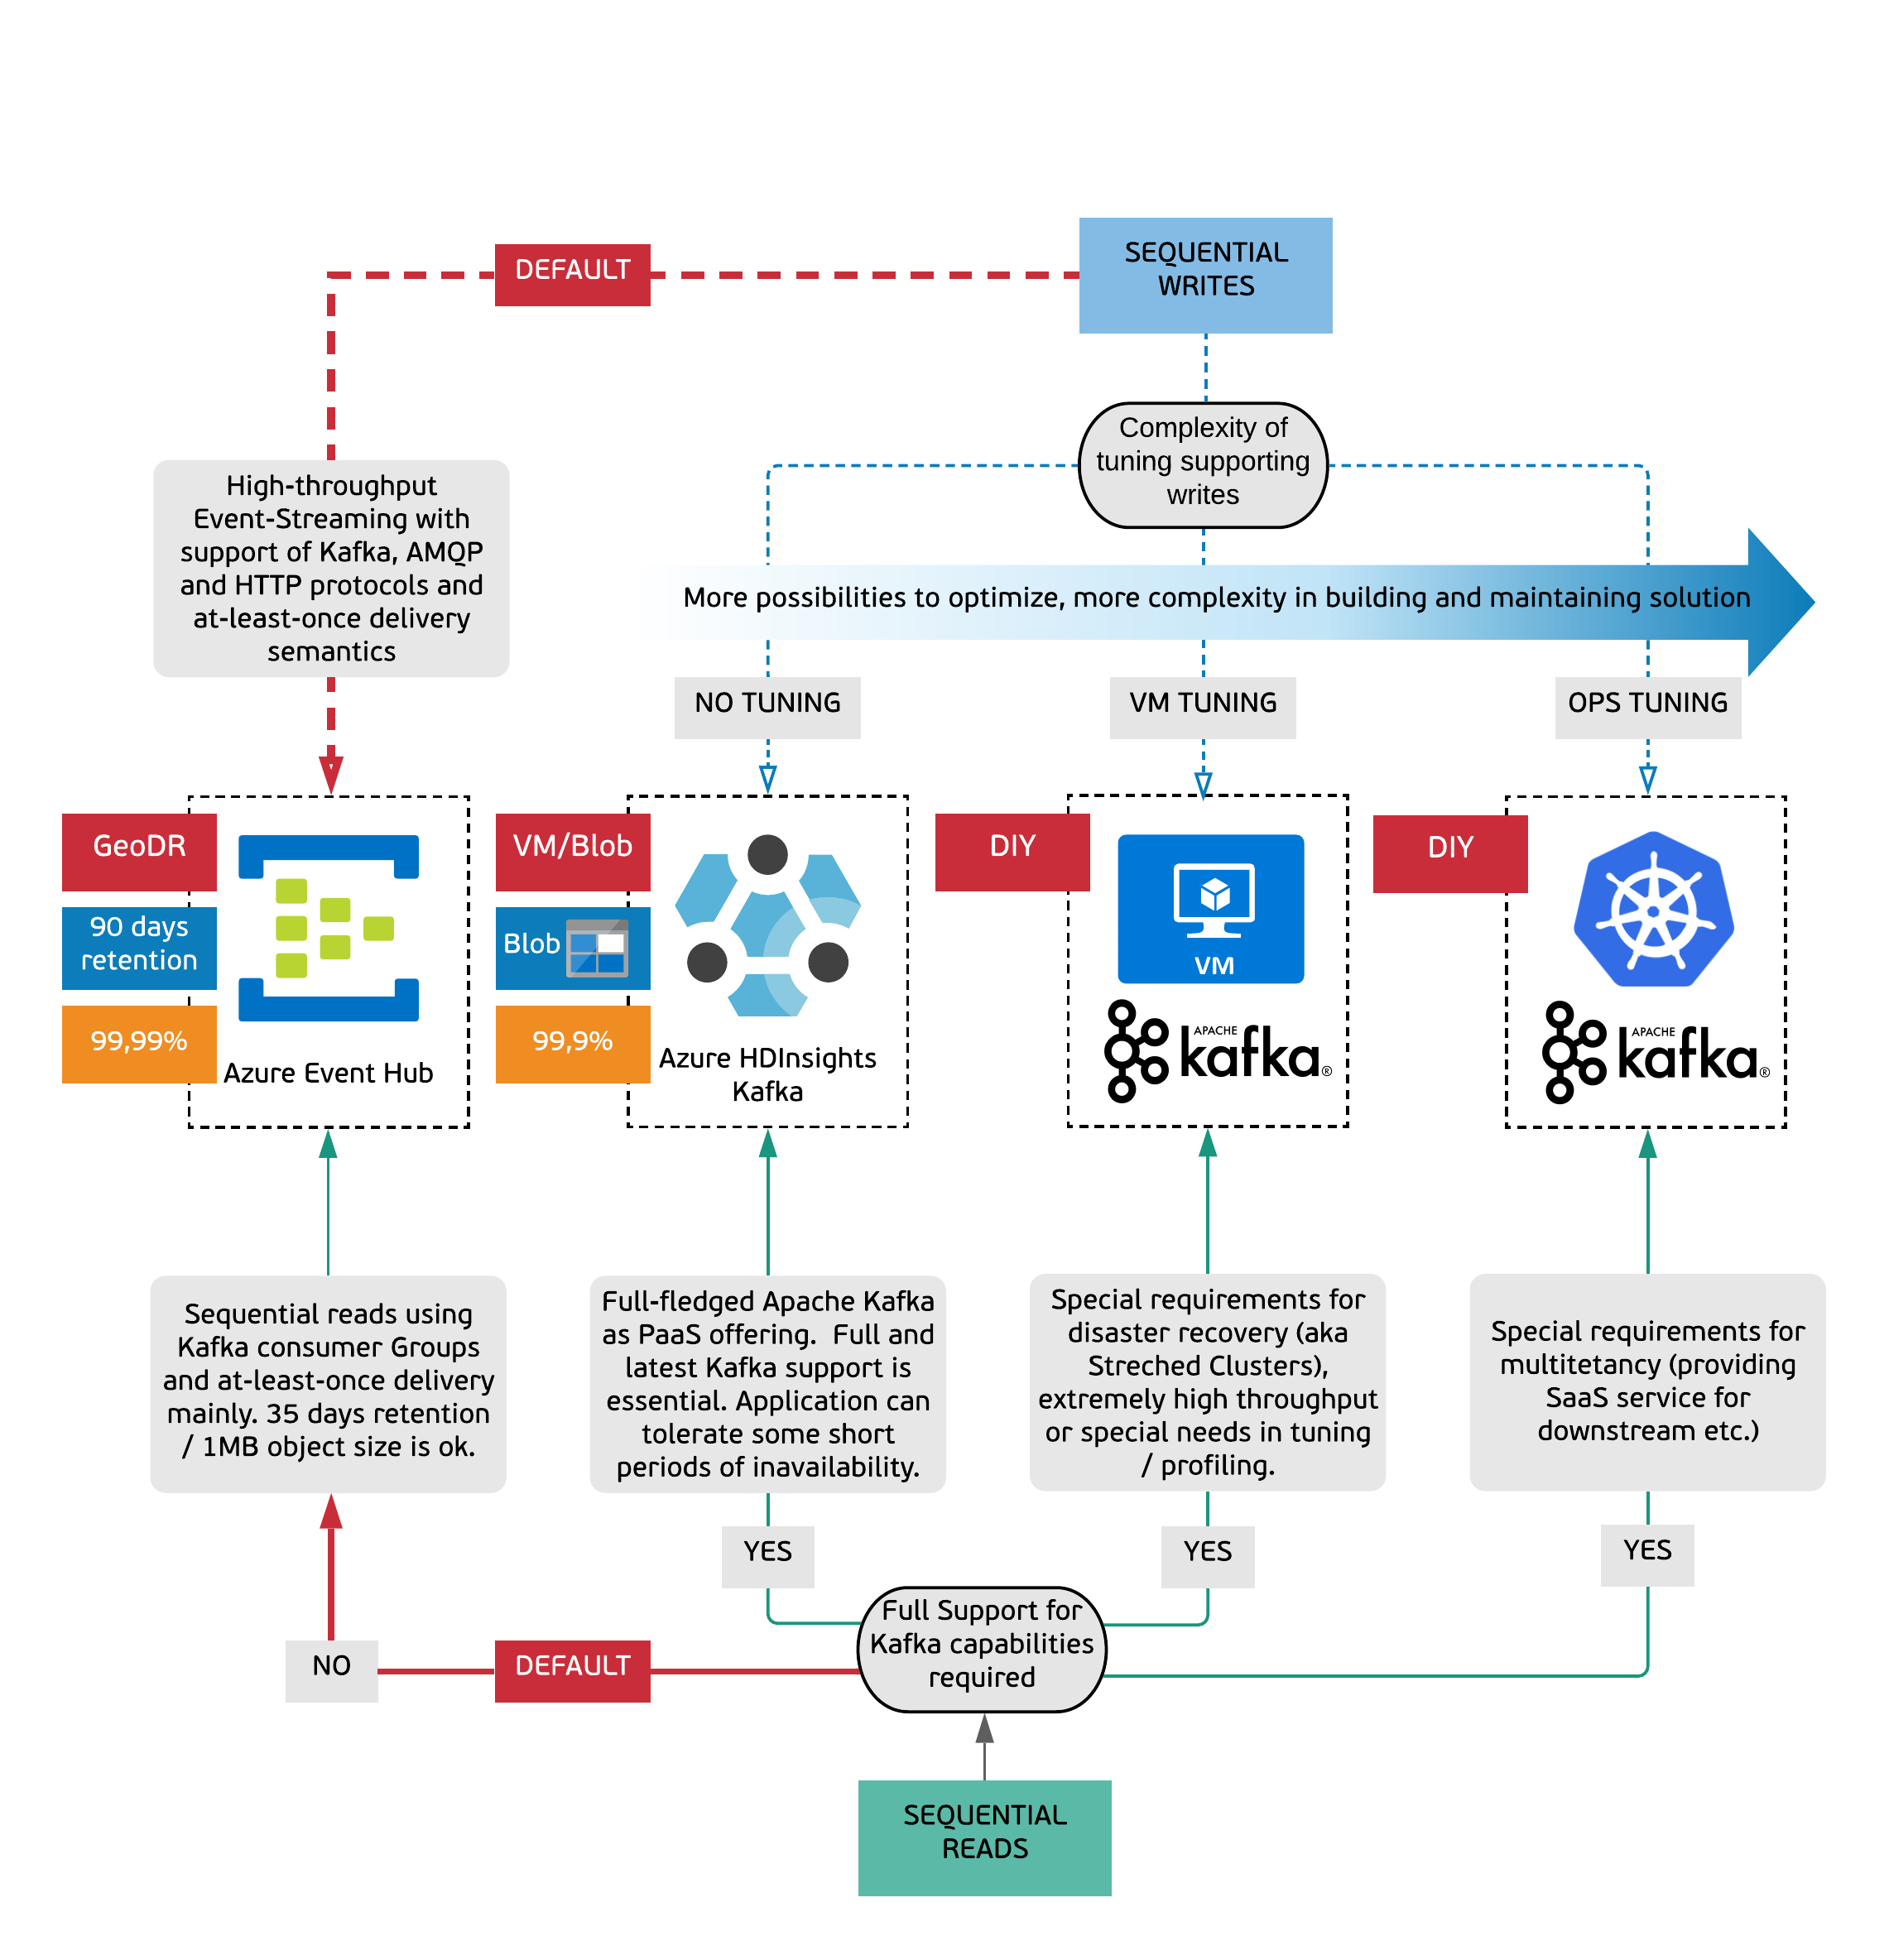 SEQUENTIAL
WRITES
DEFAULT
Complexity of
tuning supporting
writes
High-throughput
Event-Streaming with
support of Kafka, AMQP
and HTTP protocols and
at-least-once delivery
semantics
More possibilities to optimize, more complexity in building and maintaining solution
NO TUNING
VM TUNING
OPS TUNING
GeoDR
90 days
retention
99,99%
Azure Event Hub
VM/Blob
Blob
99,9%
Azure HDInsights
Kafka
DIY
VM
APACHE
kafka®
DIY
APACHE
kafka®
Sequential reads using
Kafka consumer Groups
and at-least-once delivery
mainly. 35 days retention
/ 1MB object size is ok.
Full-fledged Apache Kafka
as PaaS offering.  Full and
latest Kafka support is
essential. Application can
tolerate some short
periods of inavailability.
Special requirements for
disaster recovery (aka
Streched Clusters),
extremely high throughput
or special needs in tuning
/ profiling.
Special requirements for
multitetancy (providing
SaaS service for
downstream etc.)
YES
YES
YES
NO
DEFAULT
Full Support for
Kafka capabilities
required
SEQUENTIAL
READS